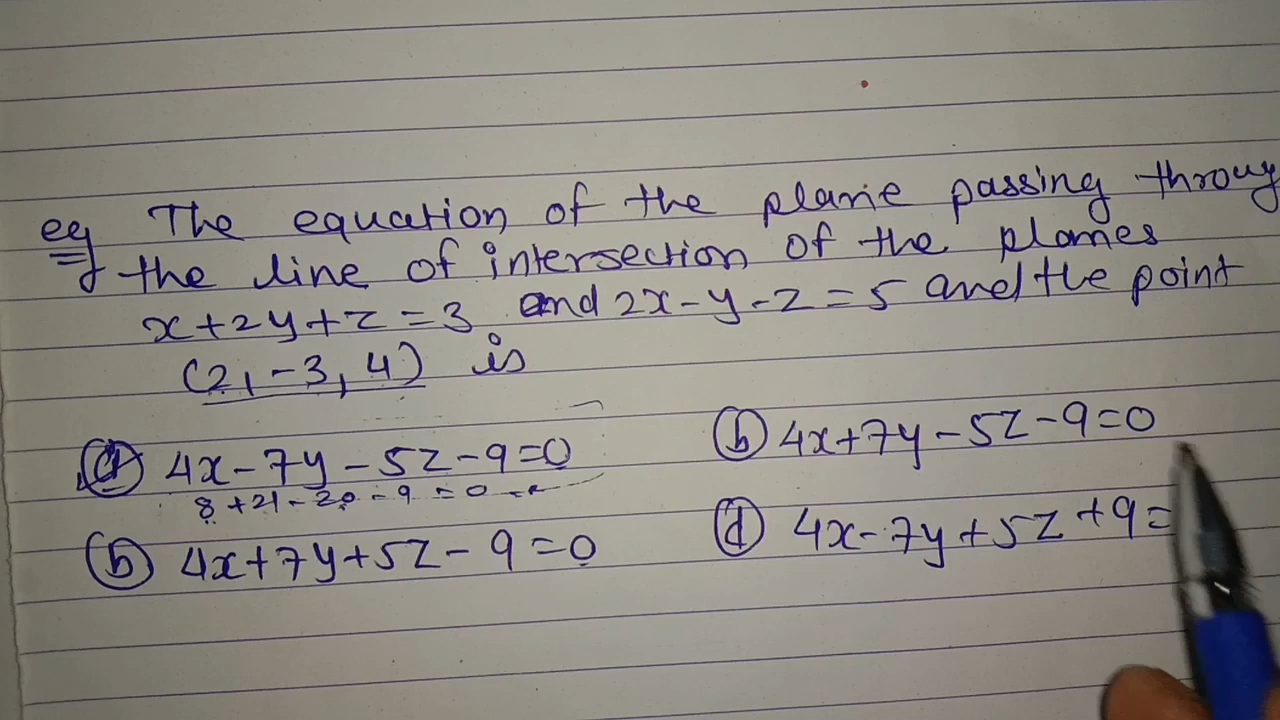 eg The equation of the plane passing throug
the line of intersection of the planes
x+2y+z=3 and 2x-y-z=5 and the point
(2,-3,4) is
(a) 4x-7y-5z-9=0 (b) 4x+7y-5z-9=0
8+21-20-9=0
(b) 4x+7y+5z-9=0 (d) 4x-7y+5z+9=